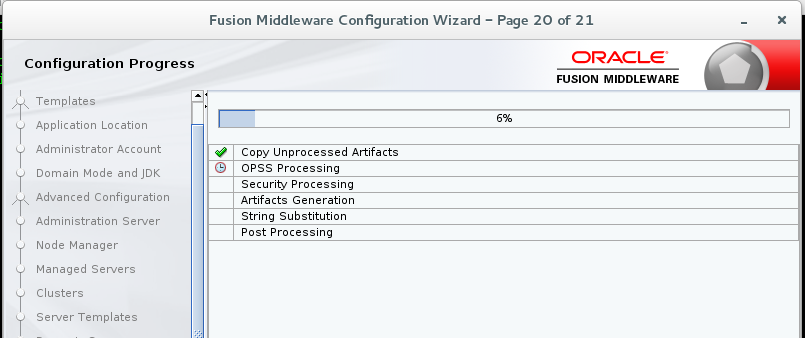 Fusion Middleware Configuration Wizard – Page 20 of 21
Configuration Progress
ORACLE
FUSION MIDDLEWARE
Templates
Application Location
Administrator Account
Domain Mode and JDK
Advanced Configuration
Administration Server
Node Manager
Managed Servers
Clusters
Server Templates
6%
Copy Unprocessed Artifacts
OPSS Processing
Security Processing
Artifacts Generation
String Substitution
Post Processing